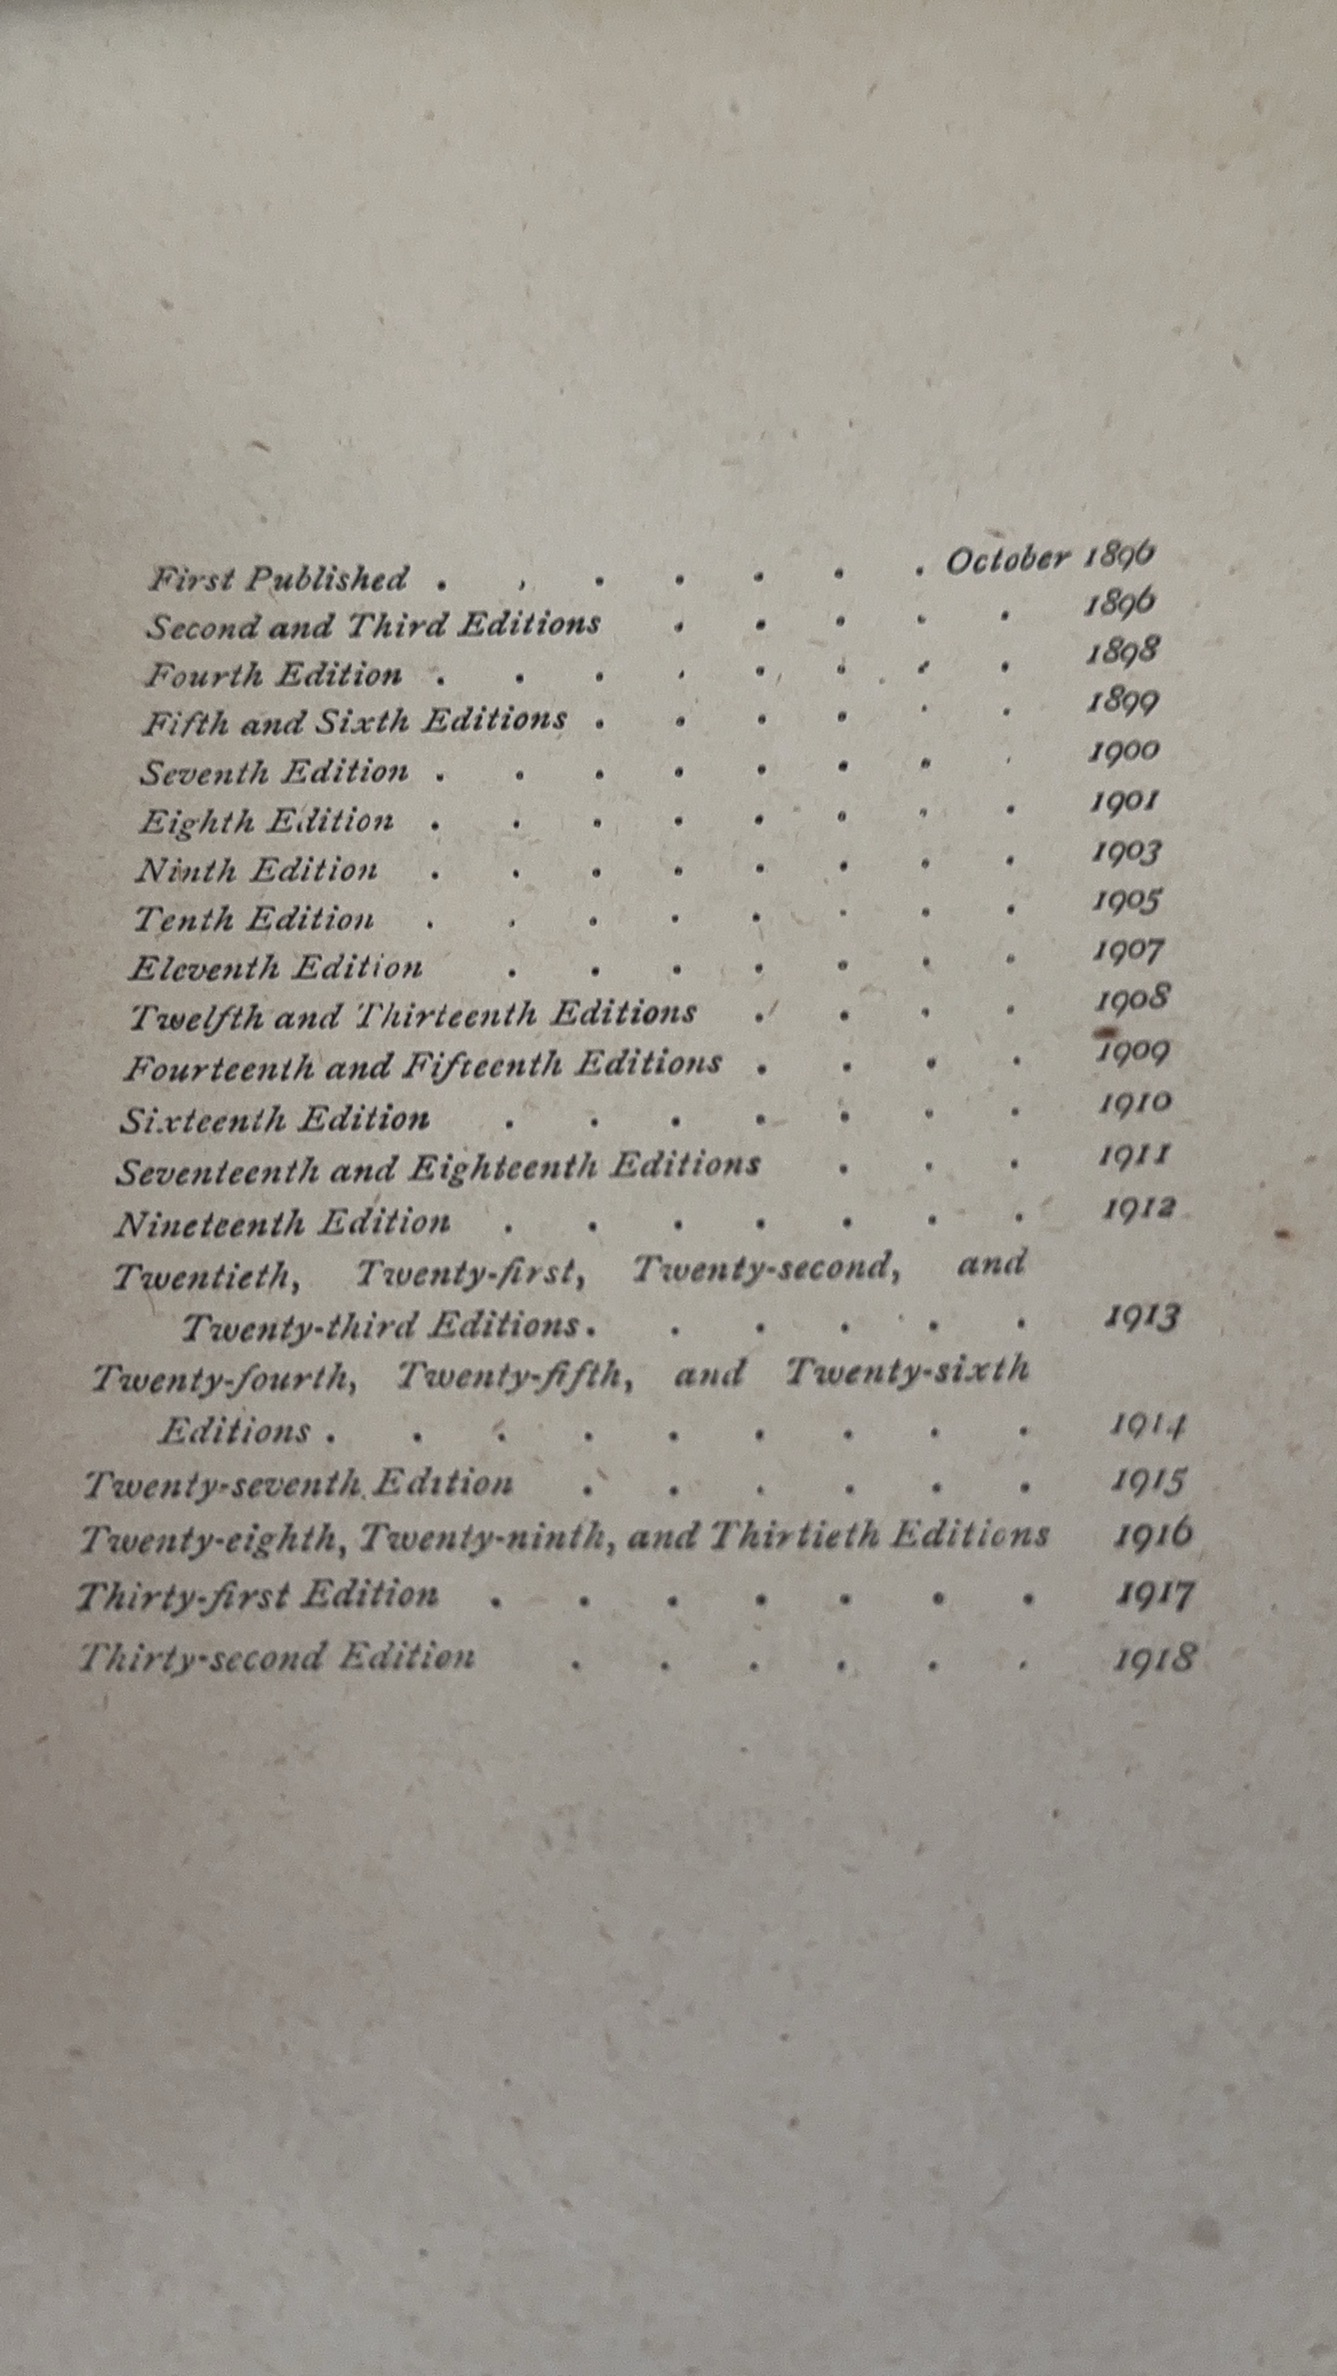 First Published . . . . . . . October 1896
Second and Third Editions . . . . . 1896
Fourth Edition . . . . . . . . 1898
Fifth and Sixth Editions . . . . . . 1899
Seventh Edition . . . . . . . . 1900
Eighth Edition . . . . . . . . 1901
Ninth Edition . . . . . . . . 1903
Tenth Edition . . . . . . . . 1905
Eleventh Edition . . . . . . . 1907
Twelfth and Thirteenth Editions . . . . 1908
Fourteenth and Fifteenth Editions . . . . 1909
Sixteenth Edition . . . . . . . 1910
Seventeenth and Eighteenth Editions . . . 1911
Nineteenth Edition . . . . . . . 1912
Twentieth, Twenty-first, Twenty-second, and
Twenty-third Editions . . . . . . 1913
Twenty-fourth, Twenty-fifth, and Twenty-sixth
Editions . . . . . . . . . 1914
Twenty-seventh Edition . . . . . . 1915
Twenty-eighth, Twenty-ninth, and Thirtieth Editions 1916
Thirty-first Edition . . . . . . . 1917
Thirty-second Edition . . . . . . 1918